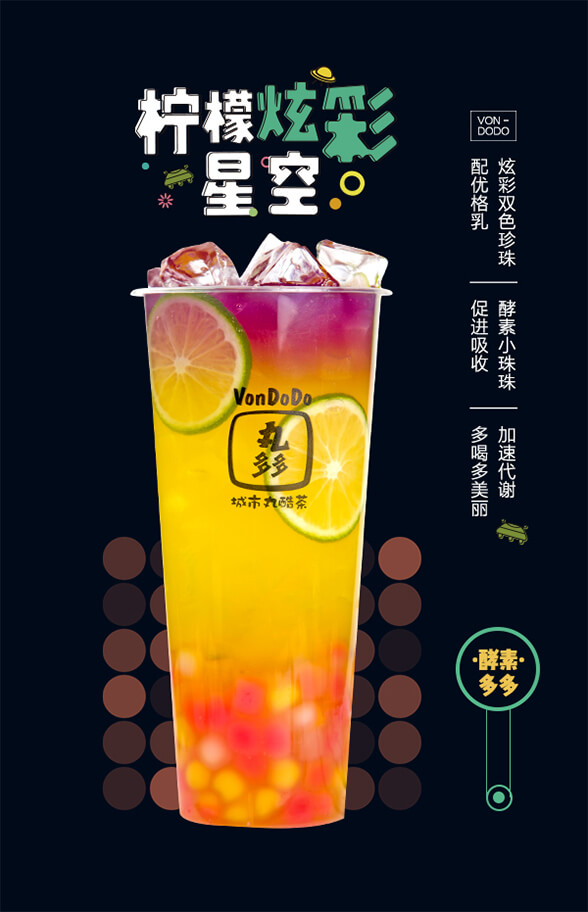 柠檬炫彩
星空
VON-
DODO
炫彩双色珍珠
配优格乳
酵素小珠珠
促进吸收
加速代谢
多喝多美丽
VonDoDo
丸
多多
城市丸酷茶
·酵素·
多多